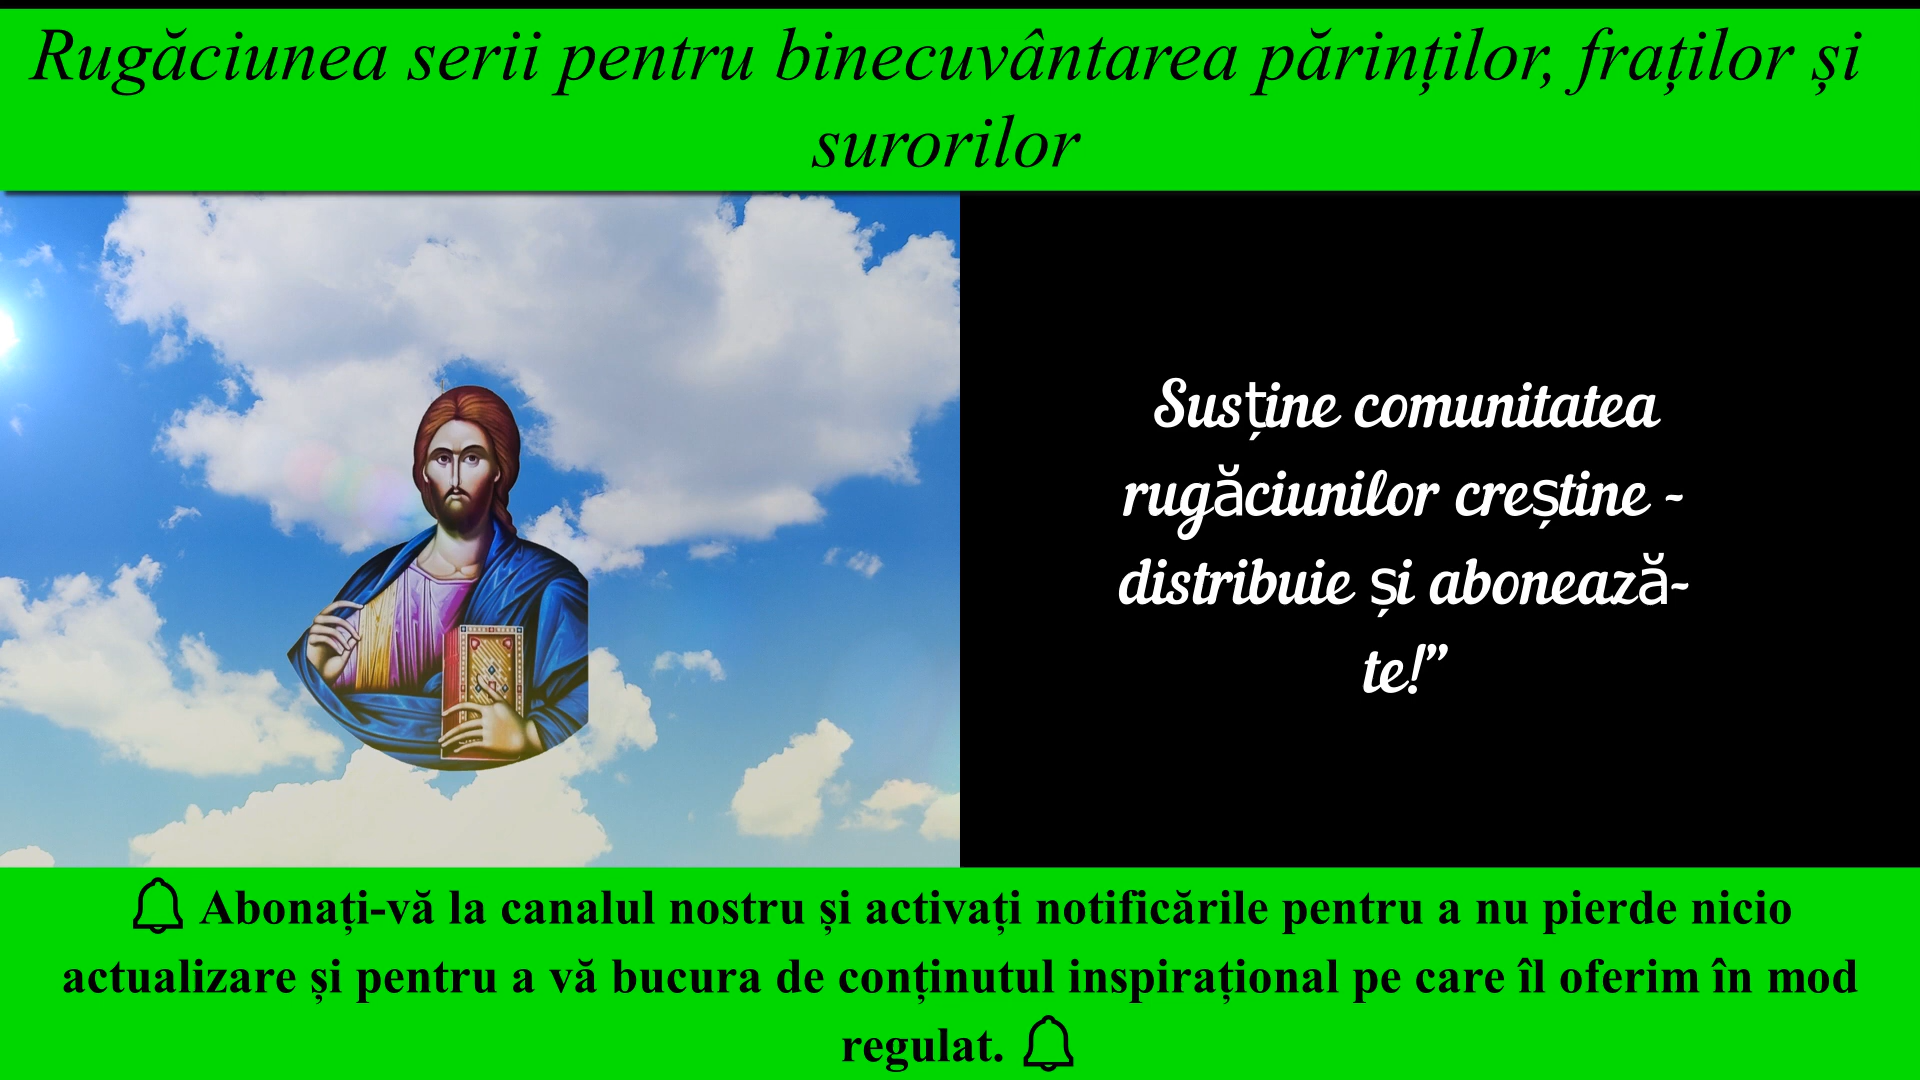 Rugăciunea serii pentru binecuvântarea părinților, fraților și
surorilor
Susține comunitatea
rugăciunilor creștine -
distribuie și abonează-
te!”
🔔 Abonați-vă la canalul nostru și activați notificările pentru a nu pierde nicio
actualizare și pentru a vă bucura de conținutul inspirațional pe care îl oferim în mod
regulat. 🔔